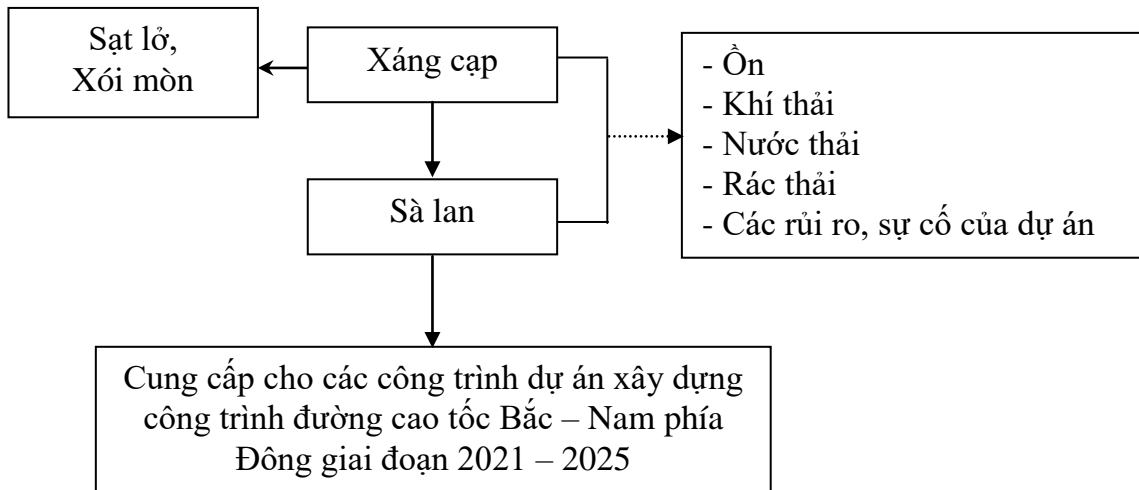 Sạt lở,
Xói mòn
Xáng cạp
- Ồn
- Khí thải
- Nước thải
- Rác thải
- Các rủi ro, sự cố của dự án
Sà lan
Cung cấp cho các công trình dự án xây dựng
công trình đường cao tốc Bắc – Nam phía
Đông giai đoạn 2021 – 2025